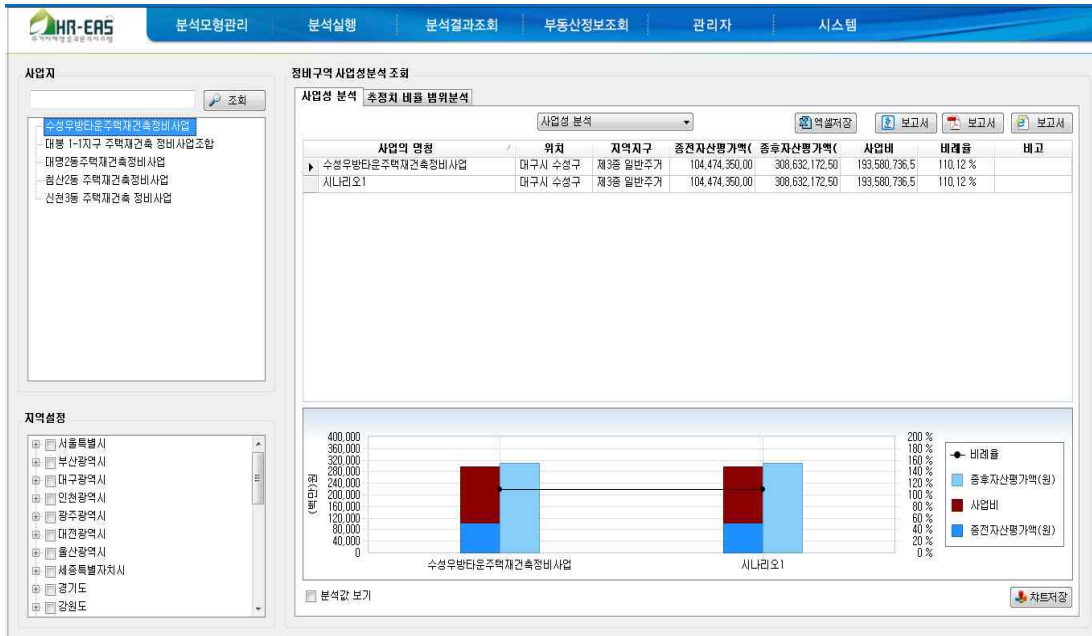 HR-EAS
분석모형관리 분석실행 분석결과조회 부동산정보조회 관리자 시스템
사업지
조회
수성우방타운주택재건축정비사업
대봉 1-1지구 주택재건축 정비사업조합
대명2동주택재건축정비사업
침산2동 주택재건축 정비사업
신천3동 주택재건축 정비사업
지역설정
서울특별시
부산광역시
대구광역시
인천광역시
광주광역시
대전광역시
울산광역시
세종특별자치시
경기도
강원도
정비구역 사업성분석 조회
사업성 분석 추정치 비율 범위분석
사업성 분석 엑셀저장 보고서 보고서 보고서
사업의 명칭 위치 지역지구 종전자산평가액( 종후자산평가액( 사업비 비례율 비고
수성우방타운주택재건축정비사업 대구시 수성구 제3종 일반주거 104,474,350,00 308,632,172,50 193,580,736,5 110,12 %
시나리오1 대구시 수성구 제3종 일반주거 104,474,350,00 308,632,172,50 193,580,736,5 110,12 %
(백만)원
400,000
360,000
320,000
280,000
240,000
200,000
160,000
120,000
80,000
40,000
0
수성우방타운주택재건축정비사업 시나리오1
200 %
180 %
160 %
140 %
120 %
100 %
80 %
60 %
40 %
20 %
0 %
비례율
종후자산평가액(원)
사업비
종전자산평가액(원)
분석값 보기
챠트저장